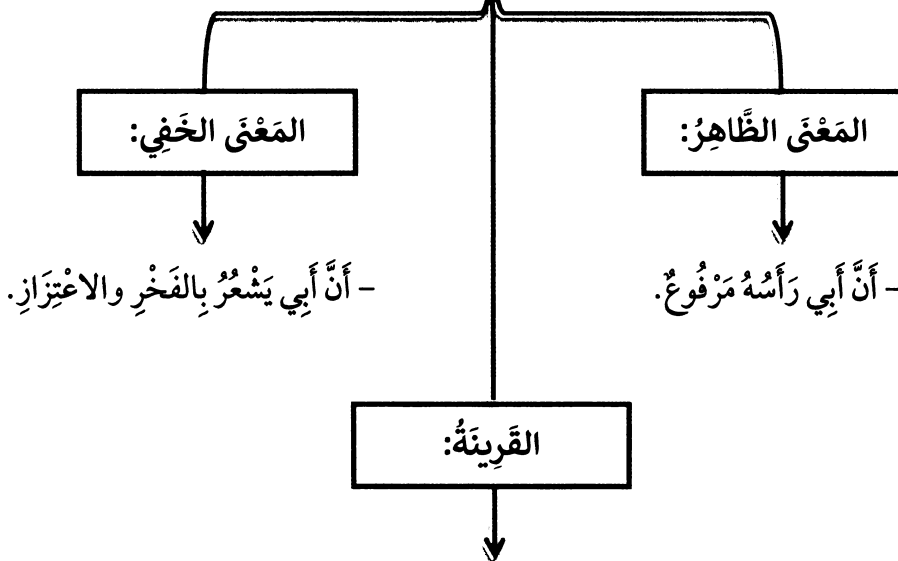 المَعْنَى الظَّاهِرُ:
المَعْنَى الخَفِي:
– أَنَّ أَبِي رَأَسُهُ مَرْفُوعٌ.
– أَنَّ أَبِي يَشْعُرُ بِالفَخْرِ والاعْتِزَازِ.
القَرِينَةُ: